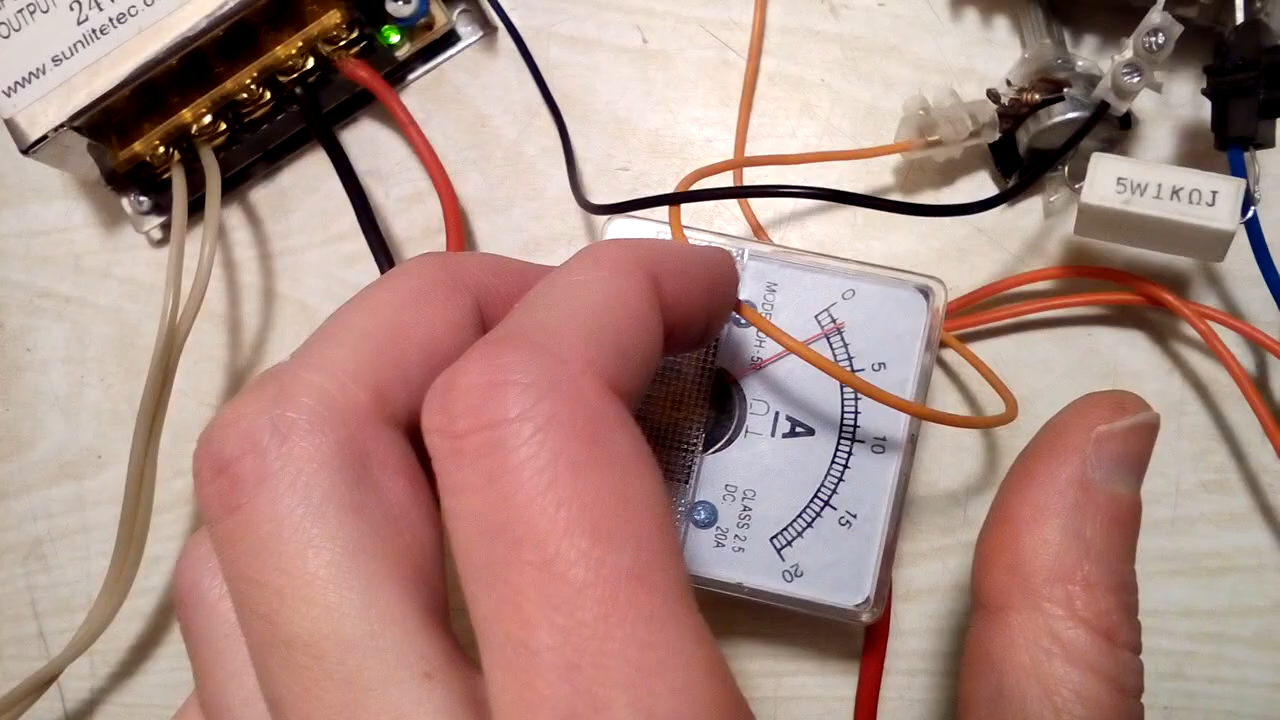 OUTPUT
24
www.sunlitetec.
5W1KΩJ
0
5
10
15
20
A
CLASS 2.5
DC: 20A